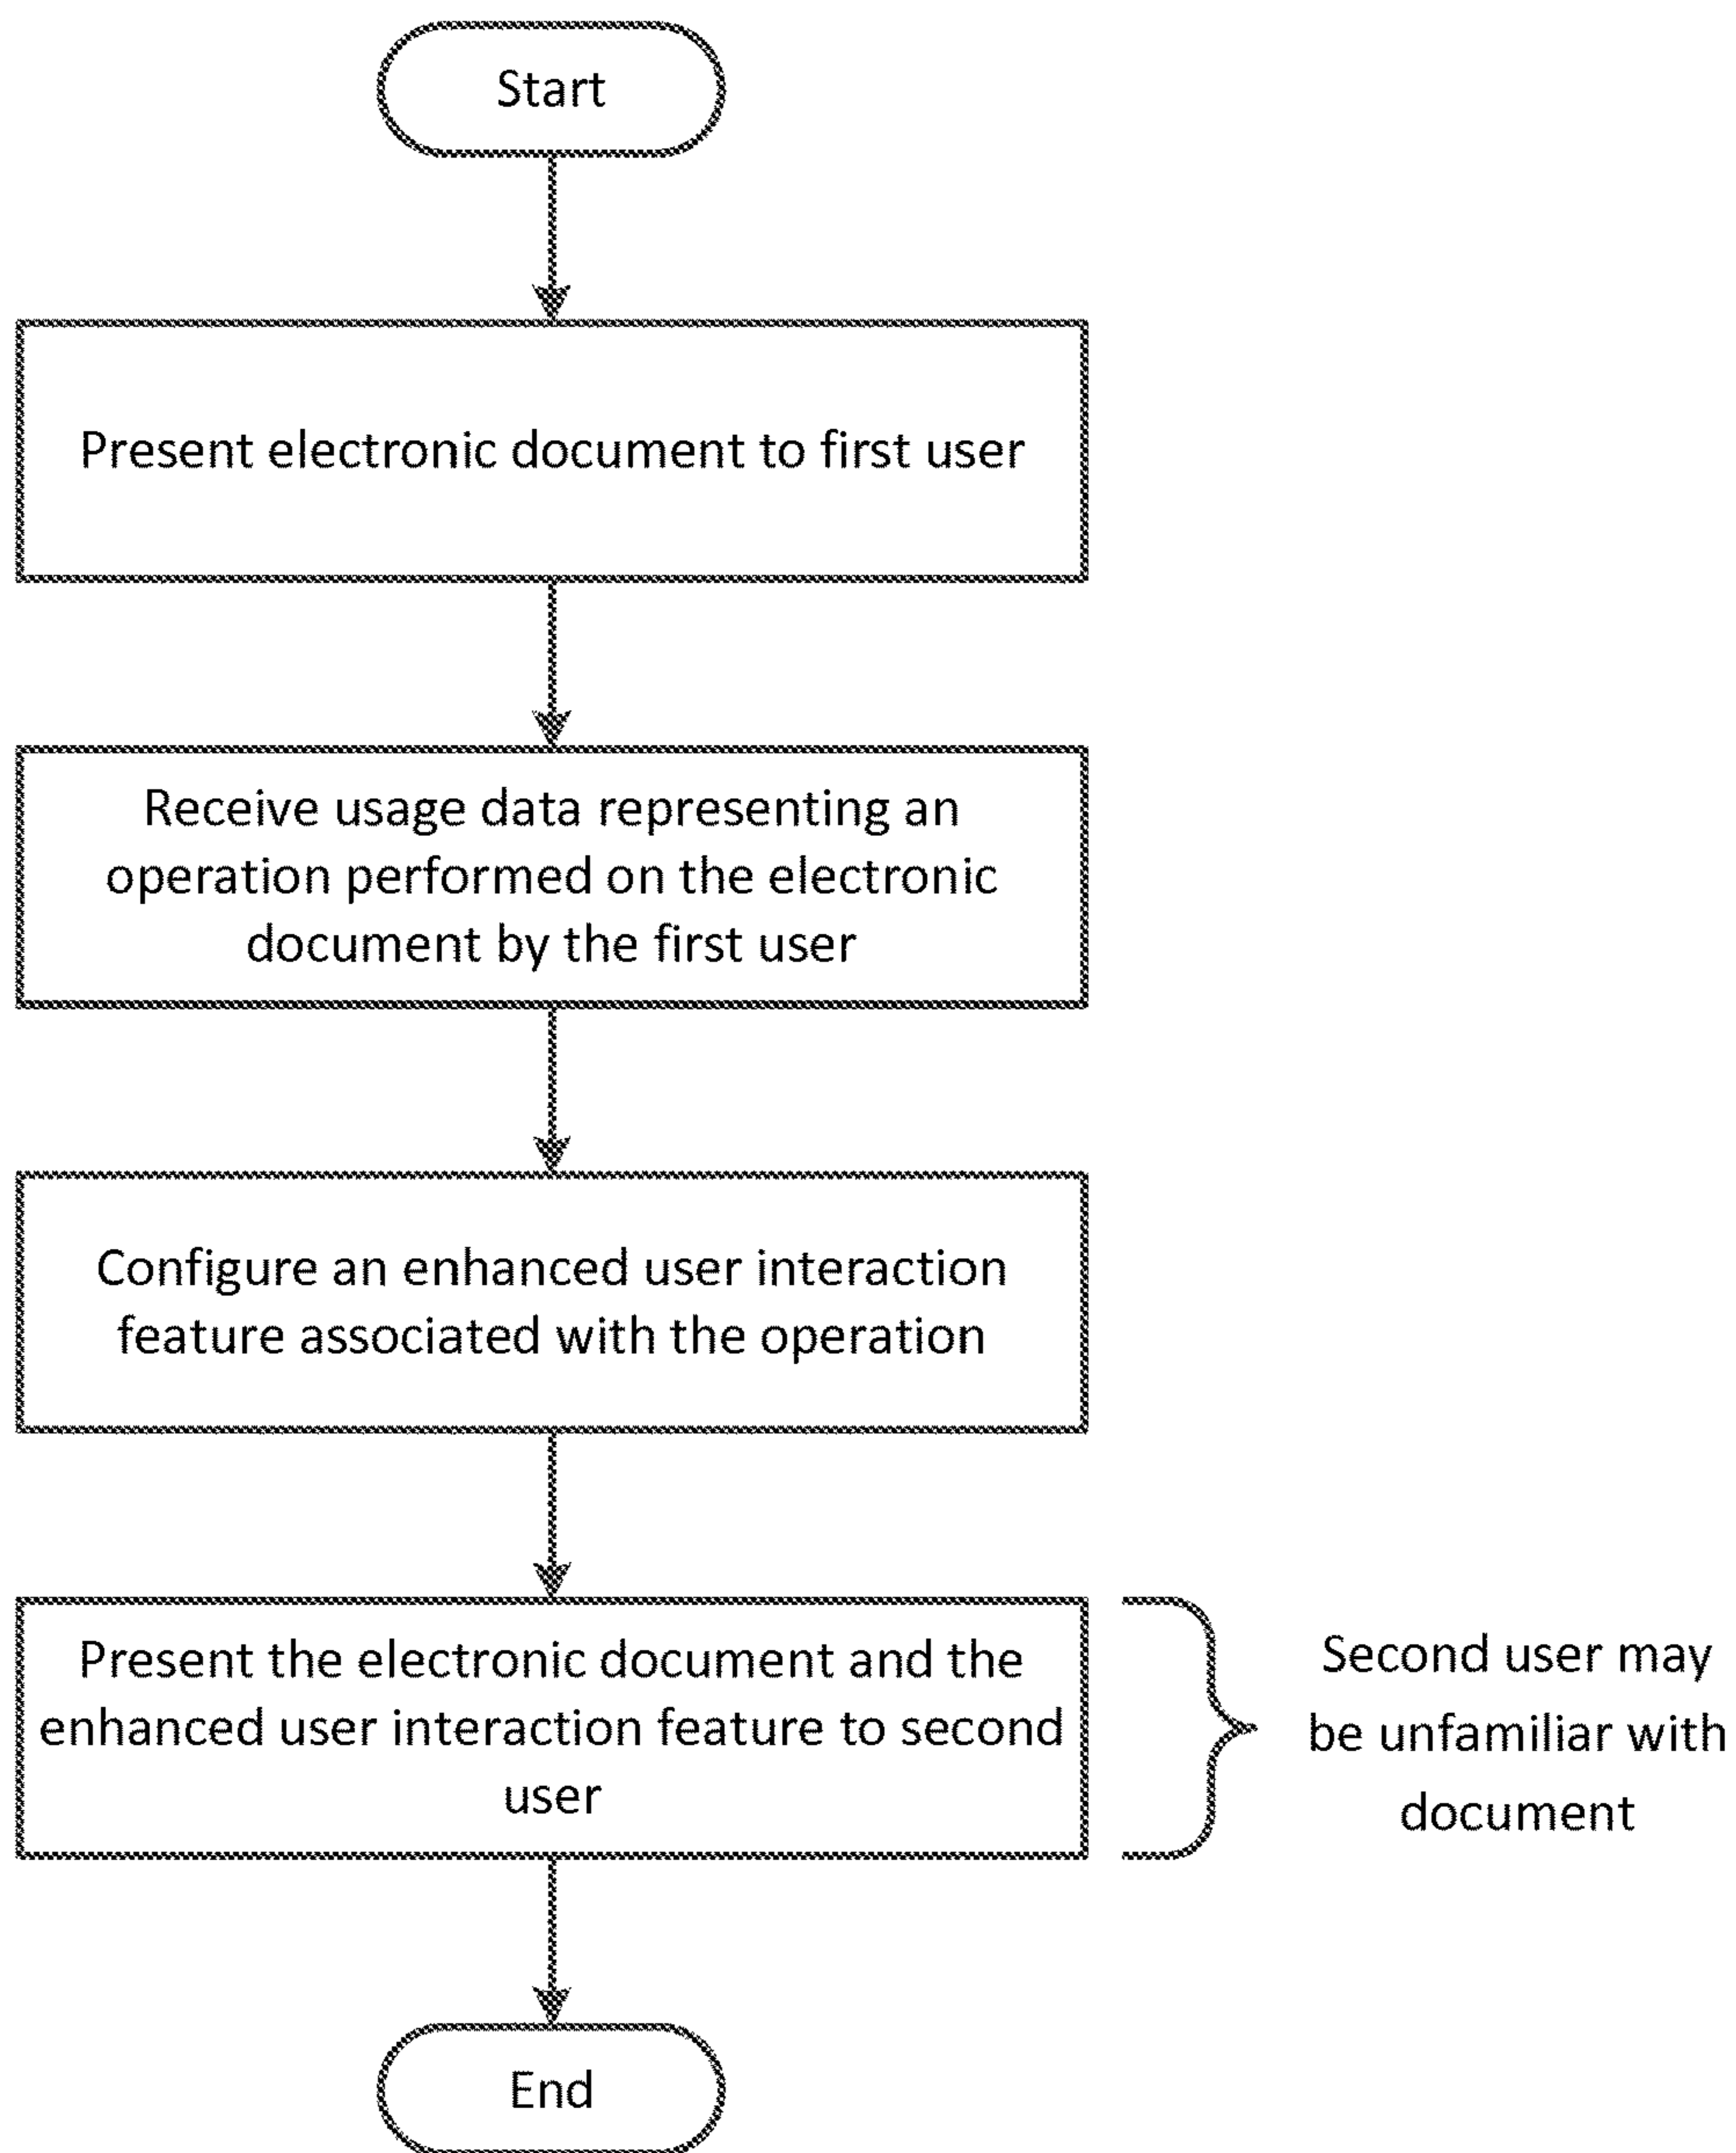 Start
Present electronic document to first user
Receive usage data representing an
operation performed on the electronic
document by the first user
Configure an enhanced user interaction
feature associated with the operation
Present the electronic document and the
enhanced user interaction feature to second
user
Second user may
be unfamiliar with
document
End